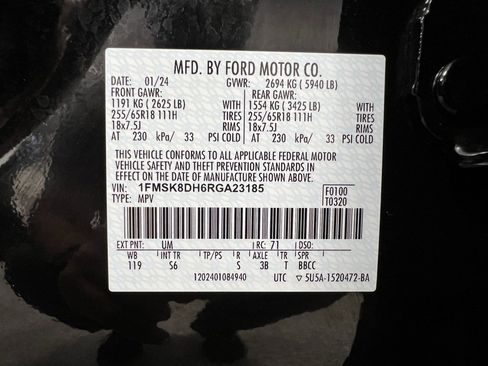 MFD. BY FORD MOTOR CO.
DATE: 01/24 GVWR: 2694 KG ( 5940 LB)
FRONT GAWR: REAR GAWR:
1191 KG ( 2625 LB) WITH 1554 KG ( 3425 LB) WITH
255/65R18 111H TIRES 255/65R18 111H TIRES
18x7.5J RIMS 18x7.5J RIMS
AT 230 kPa/ 33 PSI COLD AT 230 kPa/ 33 PSI COLD
THIS VEHICLE CONFORMS TO ALL APPLICABLE FEDERAL MOTOR
VEHICLE SAFETY AND THEFT PREVENTION STANDARDS IN
EFFECT ON THE DATE OF MANUFACTURE SHOWN ABOVE.
VIN: 1FMSK8DH6RGA23185 F0100
TYPE: MPV T0320
EXT PNT: UM RC: 71 DSO:
WB INT TR TP/PS R AXLE TR SPR
119 S6 S 3B T BBCC
1202401084940 UTC ▽ 5U5A-1520472-BA